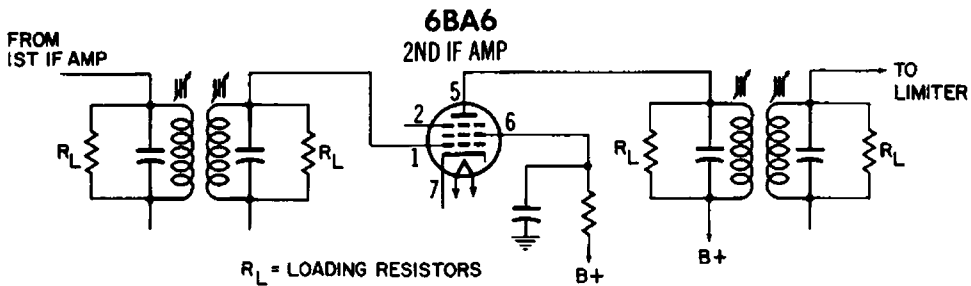 6BA6
2ND IF AMP
FROM
1ST IF AMP
TO
LIMITER
5
2
6
1
7
RL
RL
RL
RL
B+
B+
RL = LOADING RESISTORS